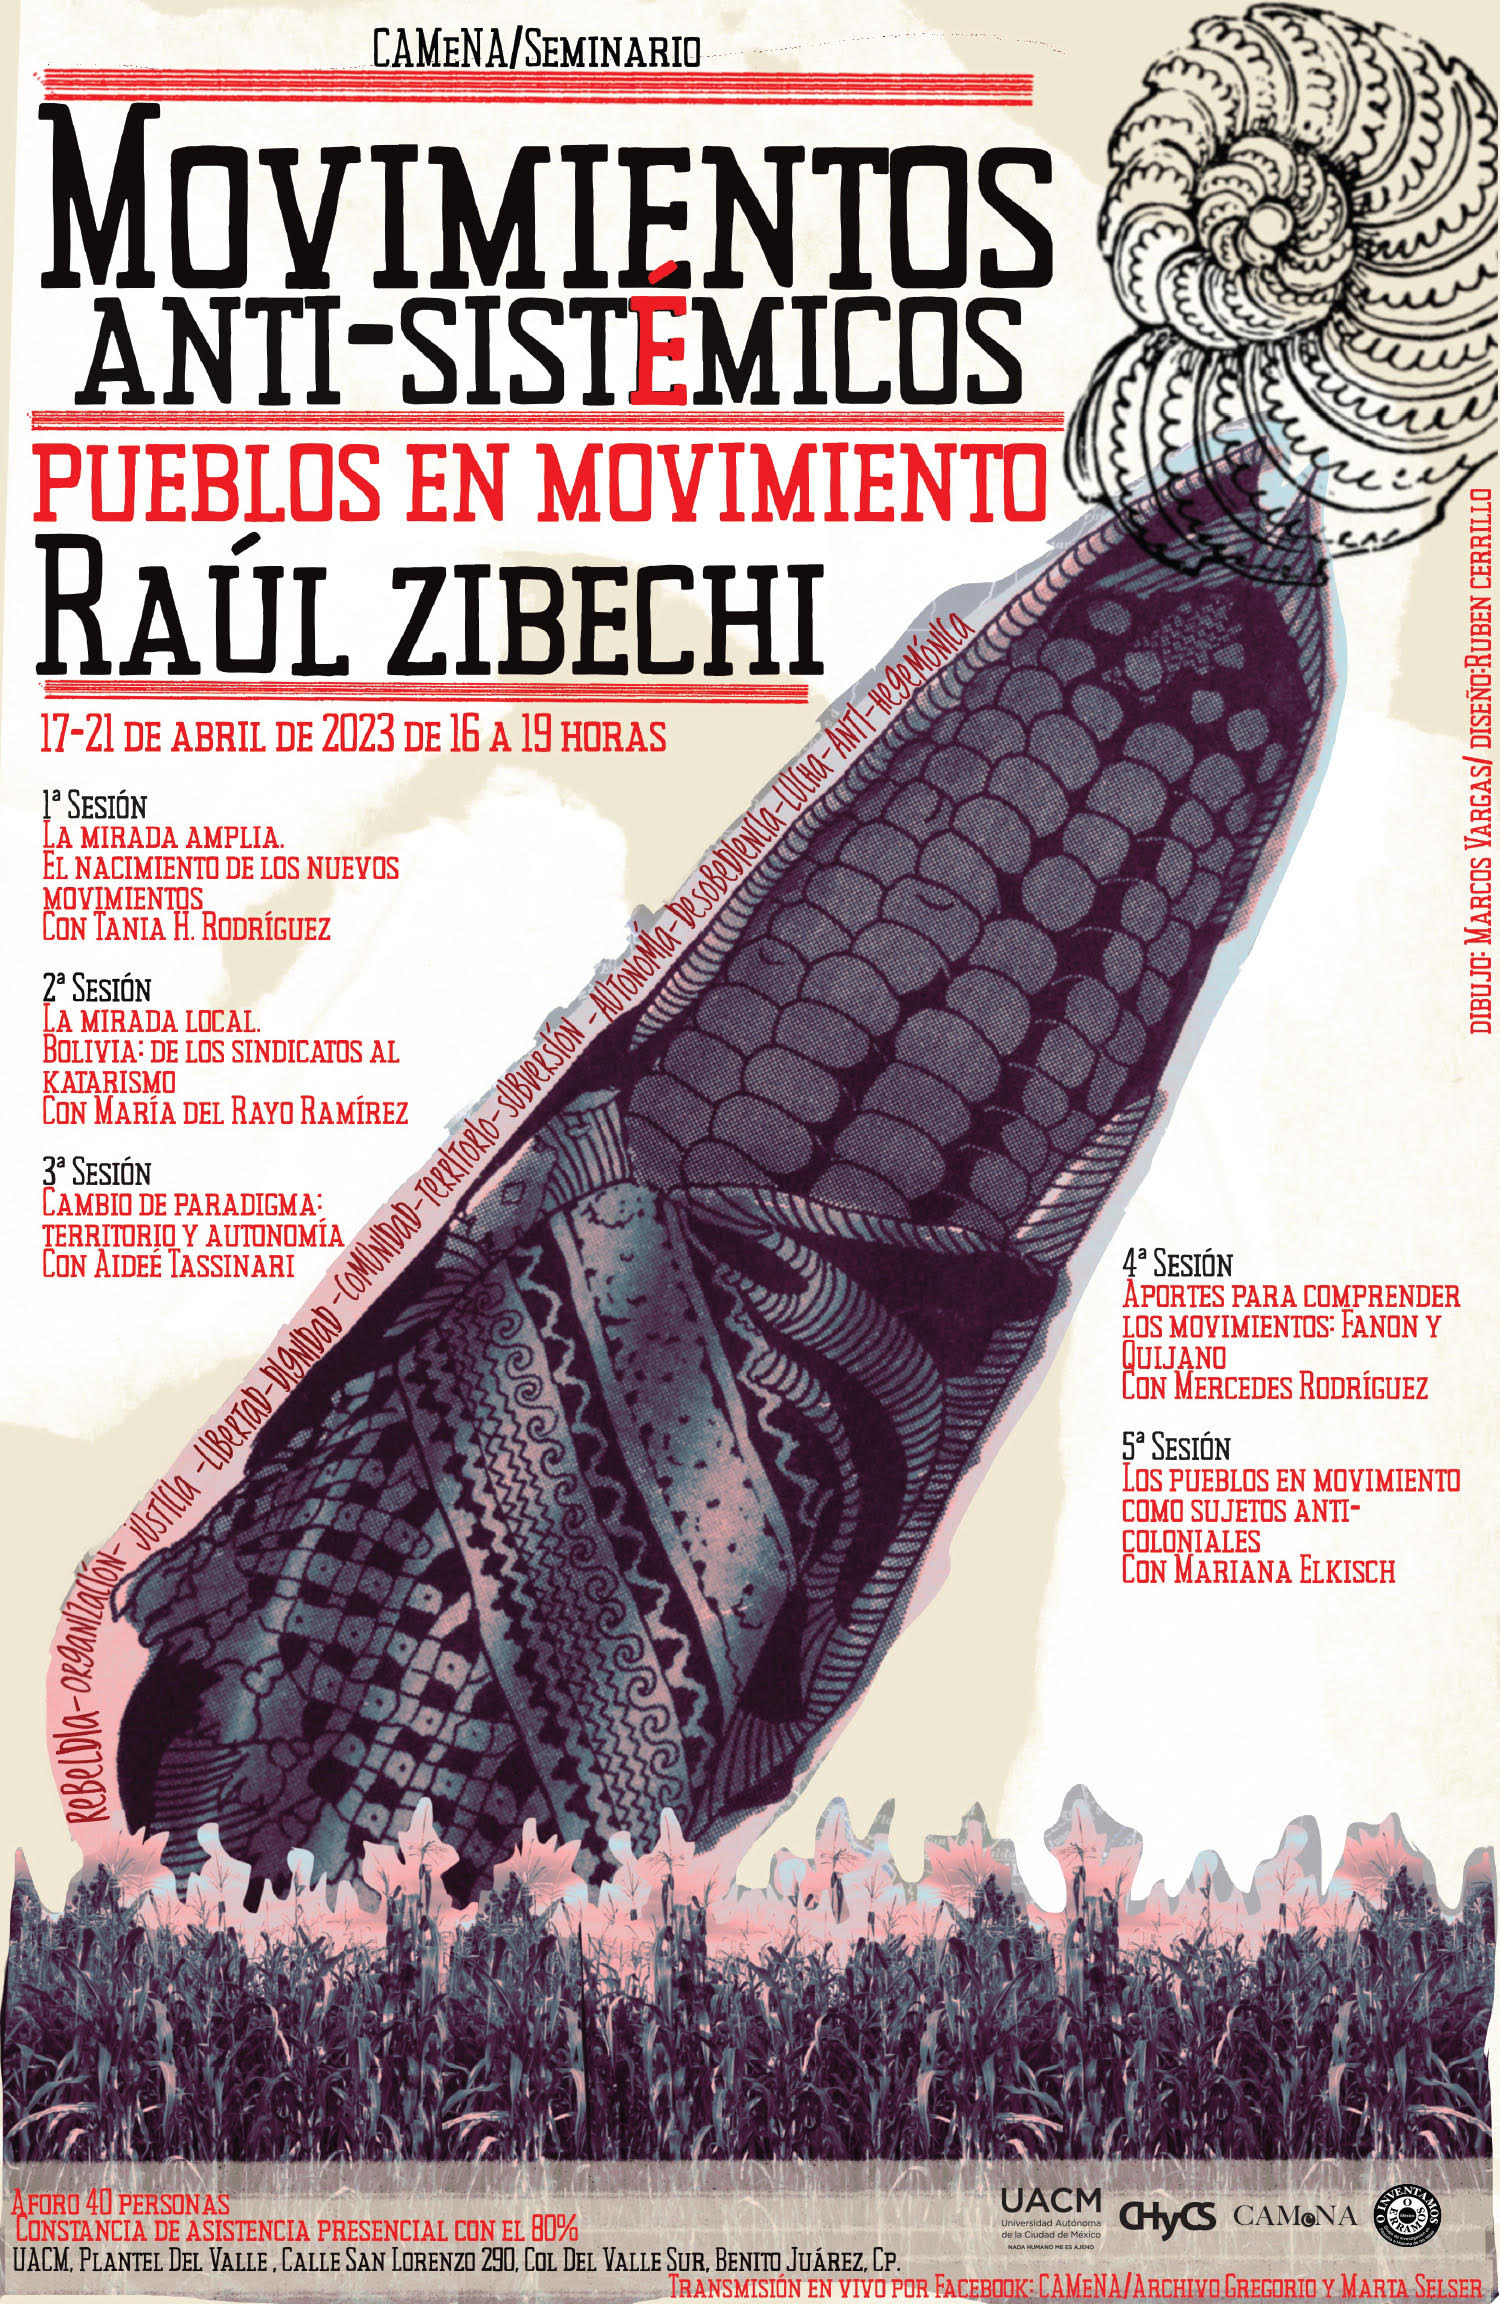 CAMeNA/Seminario
Movimientos
anti-sistémicos
pueblos en movimiento
Raúl Zibechi
17-21 de abril de 2023 de 16 a 19 horas
1ª Sesión
La mirada amplia.
El nacimiento de los nuevos
movimientos
Con Tania H. Rodríguez
2ª Sesión
La mirada local.
Bolivia: de los sindicatos al
katarismo
Con María del Rayo Ramírez
3ª Sesión
Cambio de paradigma:
territorio y autonomía
Con Aideé Tassinari
4ª Sesión
Aportes para comprender
los movimientos: Fanon y
Quijano
Con Mercedes Rodríguez
5ª Sesión
Los pueblos en movimiento
como sujetos anti-
coloniales
Con Mariana Elkisch
Rebeldía-organización- justicia -libertad-dignidad -comunidad-territorio-subversión -autonomía-desobediencia-lucha-anti-hegemónica
dibujo: Marcos Vargas/ diseño:Ruben cerrillo
Aforo 40 personas
Constancia de asistencia presencial con el 80%
UACM, Plantel Del Valle , Calle San Lorenzo 290, Col Del Valle Sur, Benito Juárez, Cp.
Transmisión en vivo por Facebook: CAMeNA/Archivo Gregorio y Marta Selser
UACM
Universidad Autónoma
de la Ciudad de México
NADA HUMANO ME ES AJENO
CHyCS
CAMeNA
O INVENTAMOS
O ERRAMOS